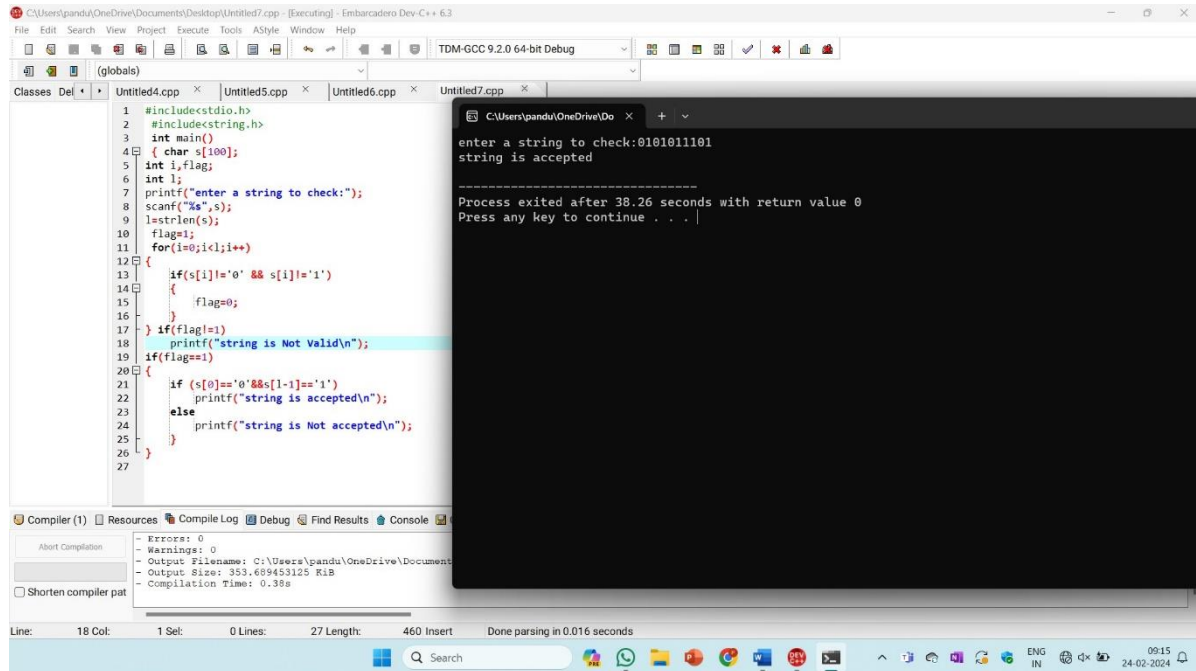 C:\Users\pandu\OneDrive\Documents\Desktop\Untitled7.cpp - [Executing] - Embarcadero Dev-C++ 6.3
File Edit Search View Project Execute Tools AStyle Window Help
TDM-GCC 9.2.0 64-bit Debug
(globals)
Classes Del Untitled4.cpp Untitled5.cpp Untitled6.cpp Untitled7.cpp
1 #include<stdio.h>
2 #include<string.h>
3 int main()
4 { char s[100];
5 int i,flag;
6 int l;
7 printf("enter a string to check:");
8 scanf("%s",s);
9 l=strlen(s);
10 flag=1;
11 for(i=0;i<l;i++)
12 {
13 if(s[i]!='0' && s[i]!='1')
14 {
15 flag=0;
16 }
17 } if(flag!=1)
18 printf("string is Not Valid\n");
19 if(flag==1)
20 {
21 if (s[0]=='0'&&s[l-1]=='1')
22 printf("string is accepted\n");
23 else
24 printf("string is Not accepted\n");
25 }
26 }
27
C:\Users\pandu\OneDrive\Do
enter a string to check:0101011101
string is accepted
--------------------------------
Process exited after 38.26 seconds with return value 0
Press any key to continue . . .
Compiler (1) Resources Compile Log Debug Find Results Console
Abort Compilation
Shorten compiler pat
- Errors: 0
- Warnings: 0
- Output Filename: C:\Users\pandu\OneDrive\Document
- Output Size: 353.689453125 KiB
- Compilation Time: 0.38s
Line: 18 Col: 1 Sel: 0 Lines: 27 Length: 460 Insert Done parsing in 0.016 seconds
Search
ENG
IN
09:15
24-02-2024